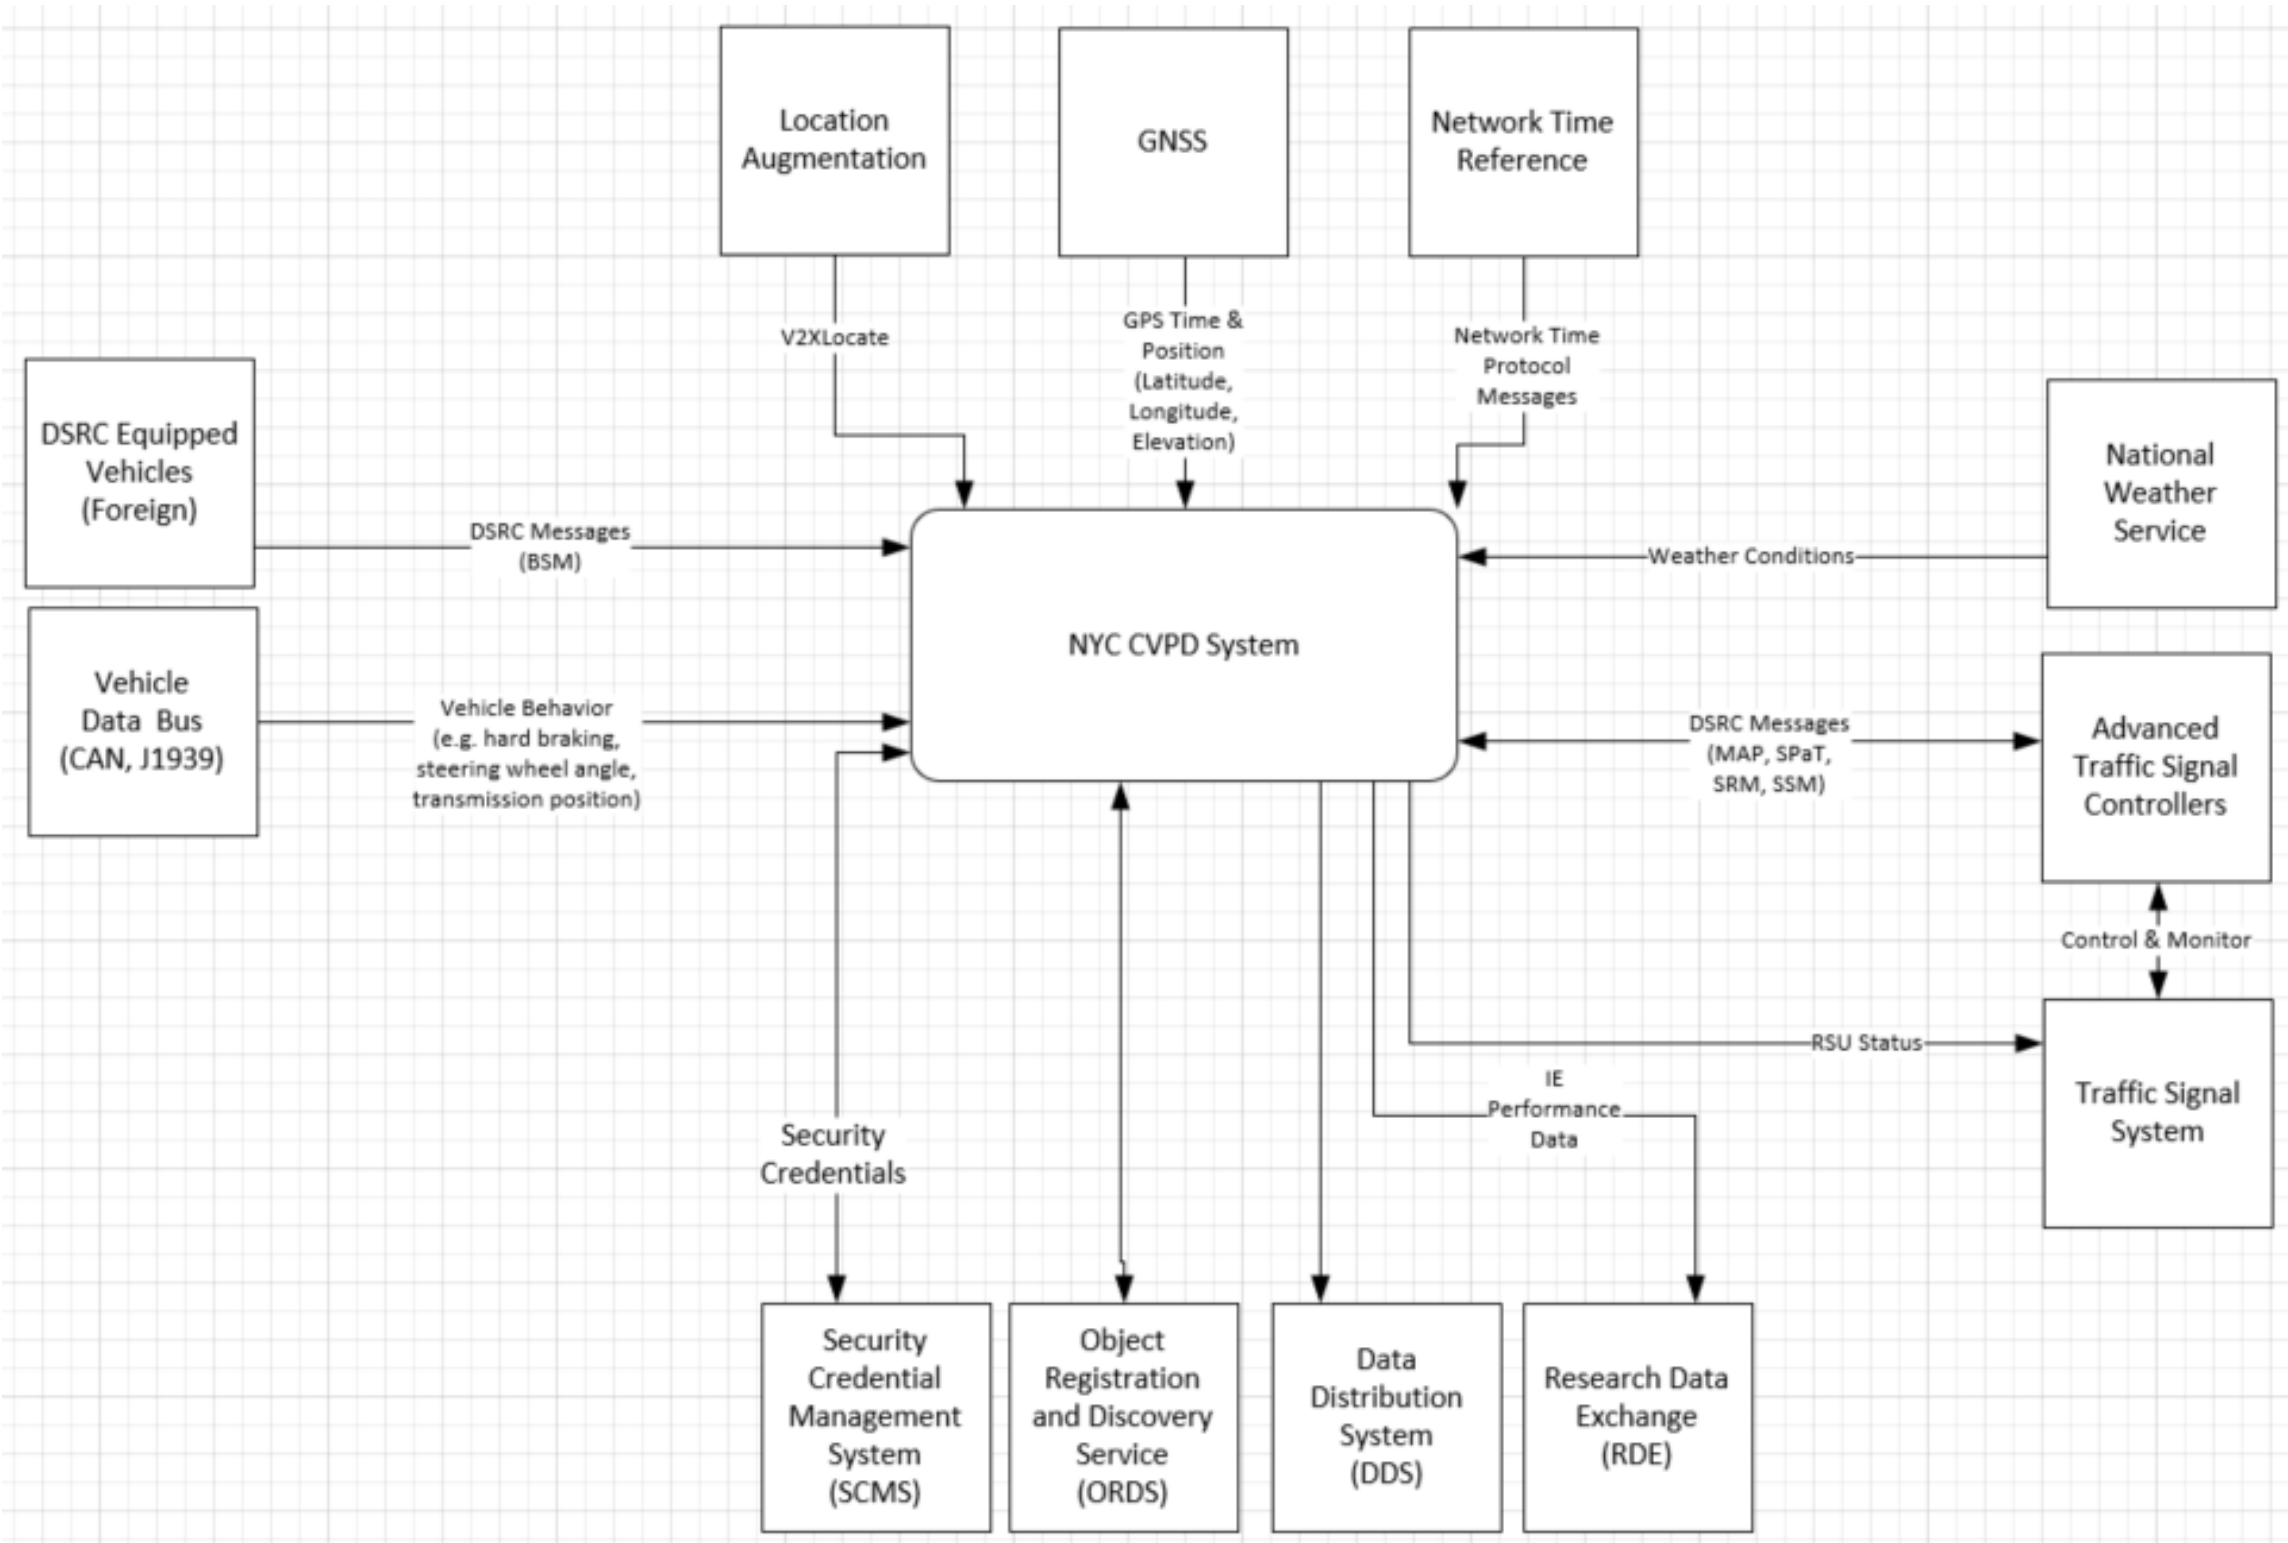 Location
Augmentation
GNSS
Network Time
Reference
V2XLocate
GPS Time &
Position
(Latitude,
Longitude,
Elevation)
Network Time
Protocol
Messages
DSRC Equipped
Vehicles
(Foreign)
DSRC Messages
(BSM)
National
Weather
Service
Weather Conditions
NYC CVPD System
Vehicle
Data Bus
(CAN, J1939)
Vehicle Behavior
(e.g. hard braking,
steering wheel angle,
transmission position)
DSRC Messages
(MAP, SPaT,
SRM, SSM)
Advanced
Traffic Signal
Controllers
Control & Monitor
RSU Status
Traffic Signal
System
IE
Performance
Data
Security
Credentials
Security
Credential
Management
System
(SCMS)
Object
Registration
and Discovery
Service
(ORDS)
Data
Distribution
System
(DDS)
Research Data
Exchange
(RDE)